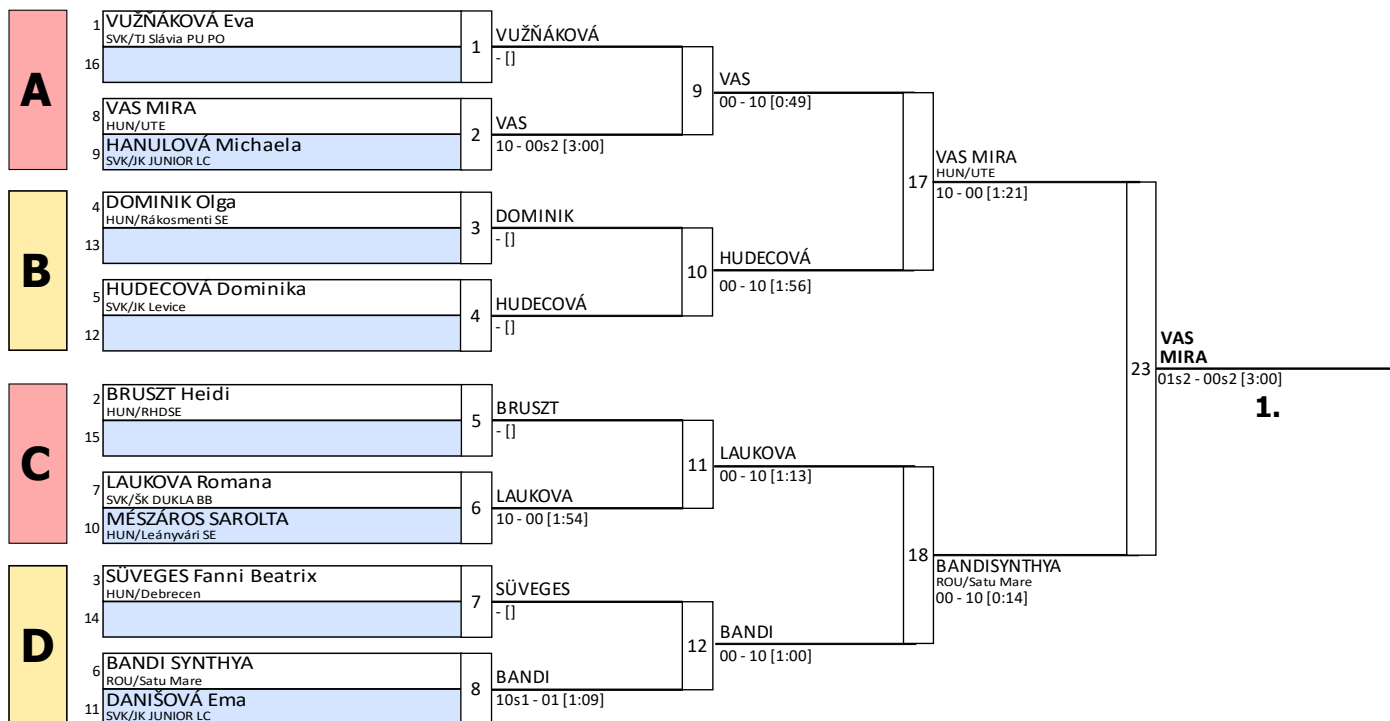 A
1 VUŽŇÁKOVÁ Eva
SVK/TJ Slávia PU PO
16
1
VUŽŇÁKOVÁ
- []
8 VAS MIRA
HUN/UTE
9 HANULOVÁ Michaela
SVK/JK JUNIOR LC
2
VAS
10 - 00s2 [3:00]
9
VAS
00 - 10 [0:49]
B
4 DOMINIK Olga
HUN/Rákosmenti SE
13
3
DOMINIK
- []
5 HUDECOVÁ Dominika
SVK/JK Levice
12
4
HUDECOVÁ
- []
10
HUDECOVÁ
00 - 10 [1:56]
17
VAS MIRA
HUN/UTE
10 - 00 [1:21]
C
2 BRUSZT Heidi
HUN/RHDSE
15
5
BRUSZT
- []
7 LAUKOVA Romana
SVK/ŠK DUKLA BB
10 MÉSZÁROS SAROLTA
HUN/Leányvári SE
6
LAUKOVA
10 - 00 [1:54]
11
LAUKOVA
00 - 10 [1:13]
D
3 SÜVEGES Fanni Beatrix
HUN/Debrecen
14
7
SÜVEGES
- []
6 BANDI SYNTHYA
ROU/Satu Mare
11 DANIŠOVÁ Ema
SVK/JK JUNIOR LC
8
BANDI
10s1 - 01 [1:09]
12
BANDI
00 - 10 [1:00]
18
BANDISYNTHYA
ROU/Satu Mare
00 - 10 [0:14]
23
VAS
MIRA
01s2 - 00s2 [3:00]
1.